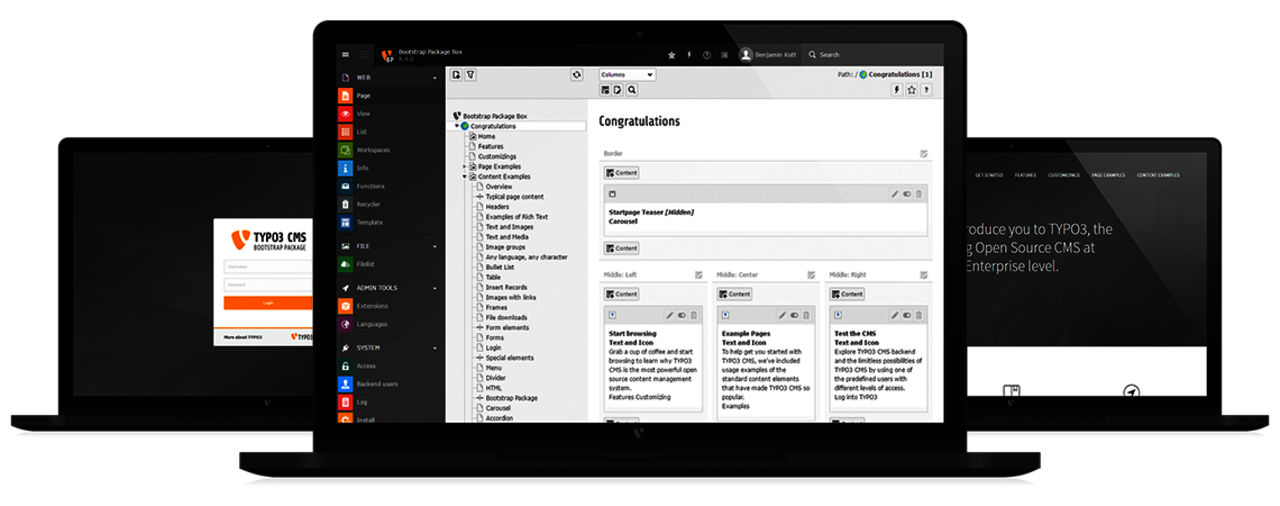 TYPO3 CMS
BOOTSTRAP PACKAGE
Username
Password
Login
More about TYPO3
TYPO3
Bootstrap Package Box
Benjamin Kott
Search
WEB
Page
View
List
Workspaces
Info
Functions
Recycler
Template
FILE
Filelist
ADMIN TOOLS
Extensions
Languages
SYSTEM
Access
Backend users
Log
Install
Bootstrap Package Box
Congratulations
Home
Features
Customizings
Page Examples
Content Examples
Overview
Typical page content
Headers
Examples of Rich Text
Text and Images
Text and Media
Image groups
Any language, any character
Bullet List
Table
Insert Records
Images with links
Frames
File downloads
Form elements
Forms
Login
Special elements
Menu
Divider
HTML
Bootstrap Package
Carousel
Accordion
Columns
Path: / Congratulations [1]
Congratulations
Border
Content
Startpage Teaser [Hidden]
Carousel
Content
Middle: Left
Content
Start browsing
Text and Icon
Grab a cup of coffee and start
browsing to learn why TYPO3
CMS is the most powerful open
source content management
system.
Features Customizing
Middle: Center
Content
Example Pages
Text and Icon
To help get you started with
TYPO3 CMS, we've included
usage examples of the
standard content elements
that have made TYPO3 CMS so
popular.
Examples
Middle: Right
Content
Test the CMS
Text and Icon
Explore TYPO3 CMS backend
and the limitless possibilities of
TYPO3 CMS by using one of
the predefined users with
different levels of access.
Log into TYPO3
GET STARTED FEATURES CUSTOMIZINGS PAGE EXAMPLES CONTENT EXAMPLES
roduce you to TYPO3, the
g Open Source CMS at
Enterprise level.